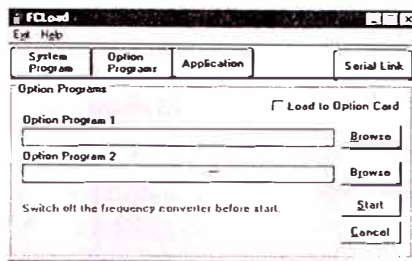 FCLoad
Exit Help
System Program
Option Programs
Application
Serial Link
Option Programs
Load to Option Card
Option Program 1
Browse
Option Program 2
Browse
Switch off the frequency converter before start.
Start
Cancel